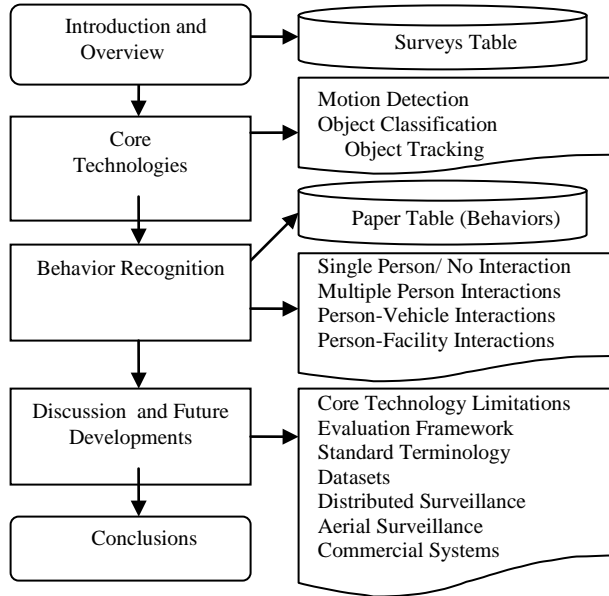 Introduction and
Overview
Surveys Table
Core
Technologies
Motion Detection
Object Classification
Object Tracking
Behavior Recognition
Paper Table (Behaviors)
Single Person/ No Interaction
Multiple Person Interactions
Person-Vehicle Interactions
Person-Facility Interactions
Discussion and Future
Developments
Core Technology Limitations
Evaluation Framework
Standard Terminology
Datasets
Distributed Surveillance
Aerial Surveillance
Commercial Systems
Conclusions